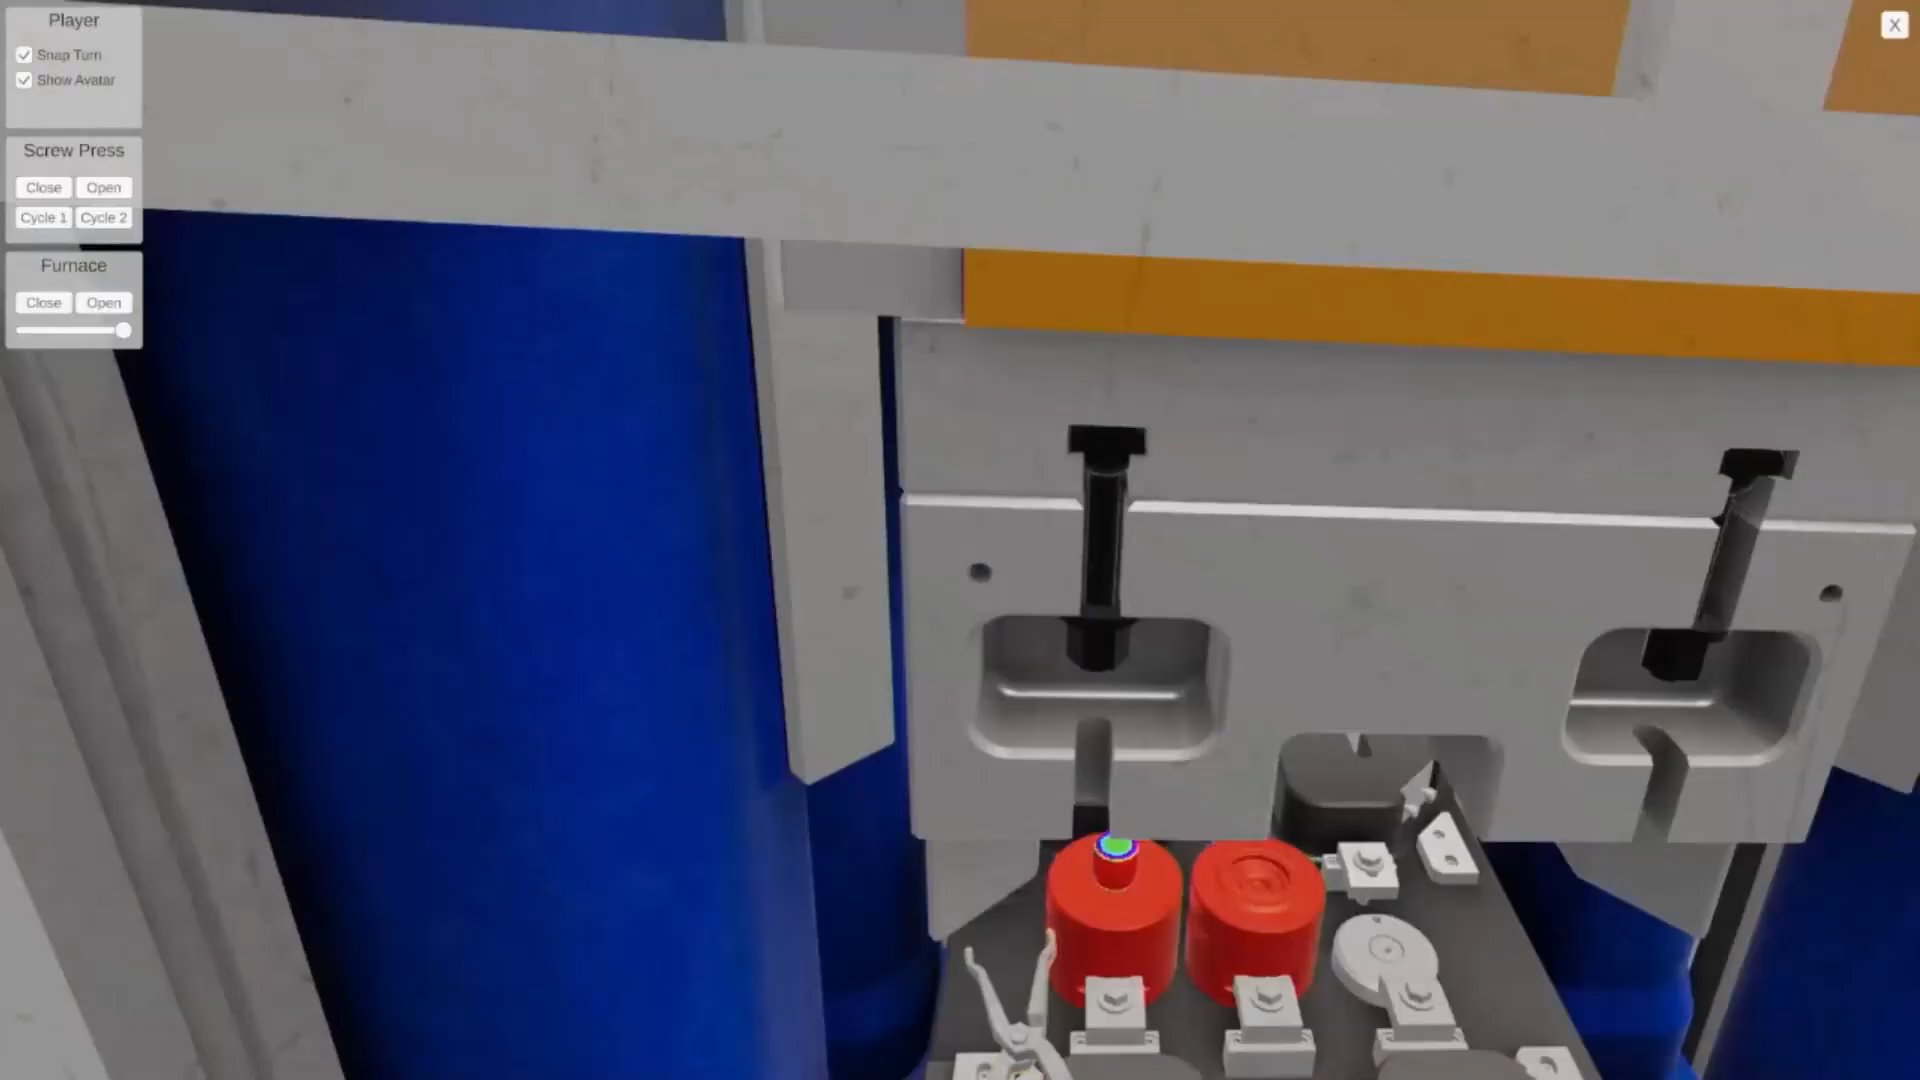 Player
Snap Turn
Show Avatar
Screw Press
Close Open
Cycle 1 Cycle 2
Furnace
Close Open
X